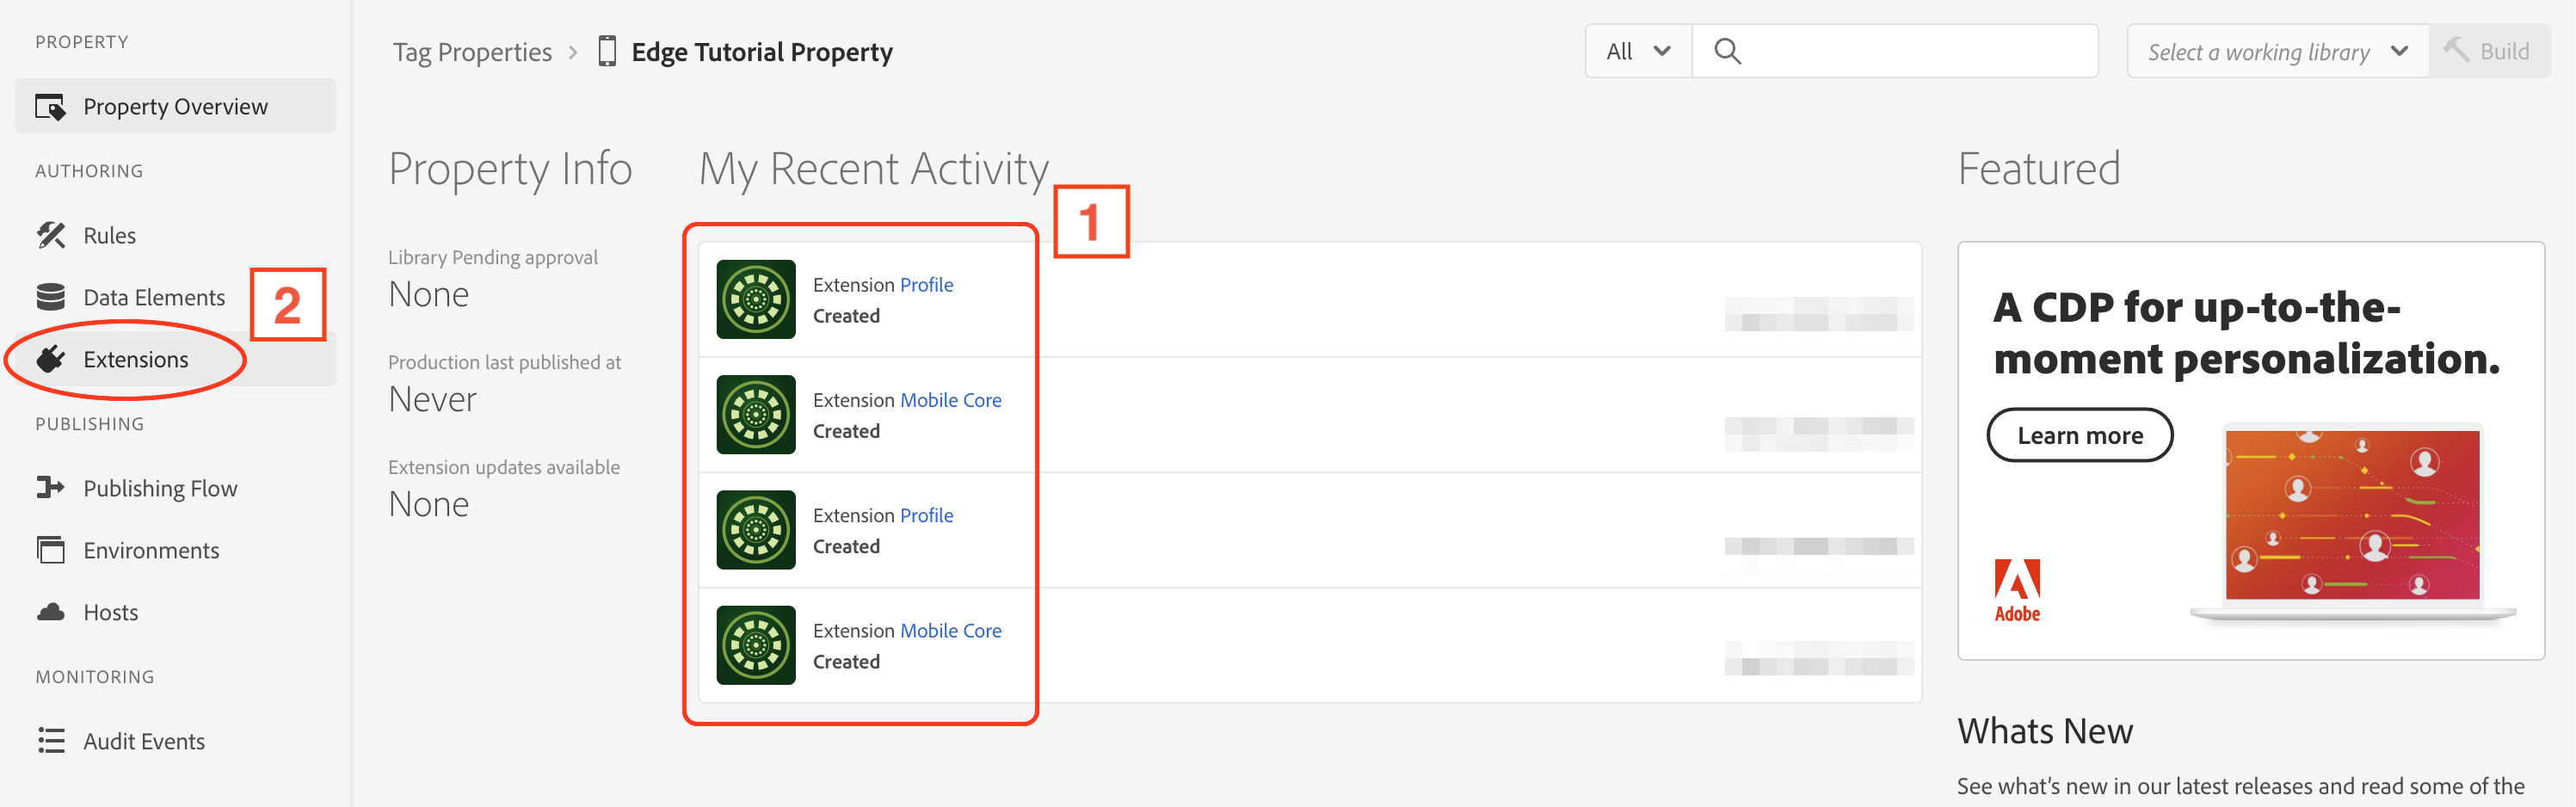 PROPERTY
Property Overview
AUTHORING
Rules
Data Elements
2
Extensions
PUBLISHING
Publishing Flow
Environments
Hosts
MONITORING
Audit Events
Tag Properties > Edge Tutorial Property
All
Select a working library
Build
Property Info
Library Pending approval
None
Production last published at
Never
Extension updates available
None
My Recent Activity
1
Extension Profile
Created
Extension Mobile Core
Created
Extension Profile
Created
Extension Mobile Core
Created
Featured
A CDP for up-to-the-
moment personalization.
Learn more
Adobe
Whats New
See what's new in our latest releases and read some of the